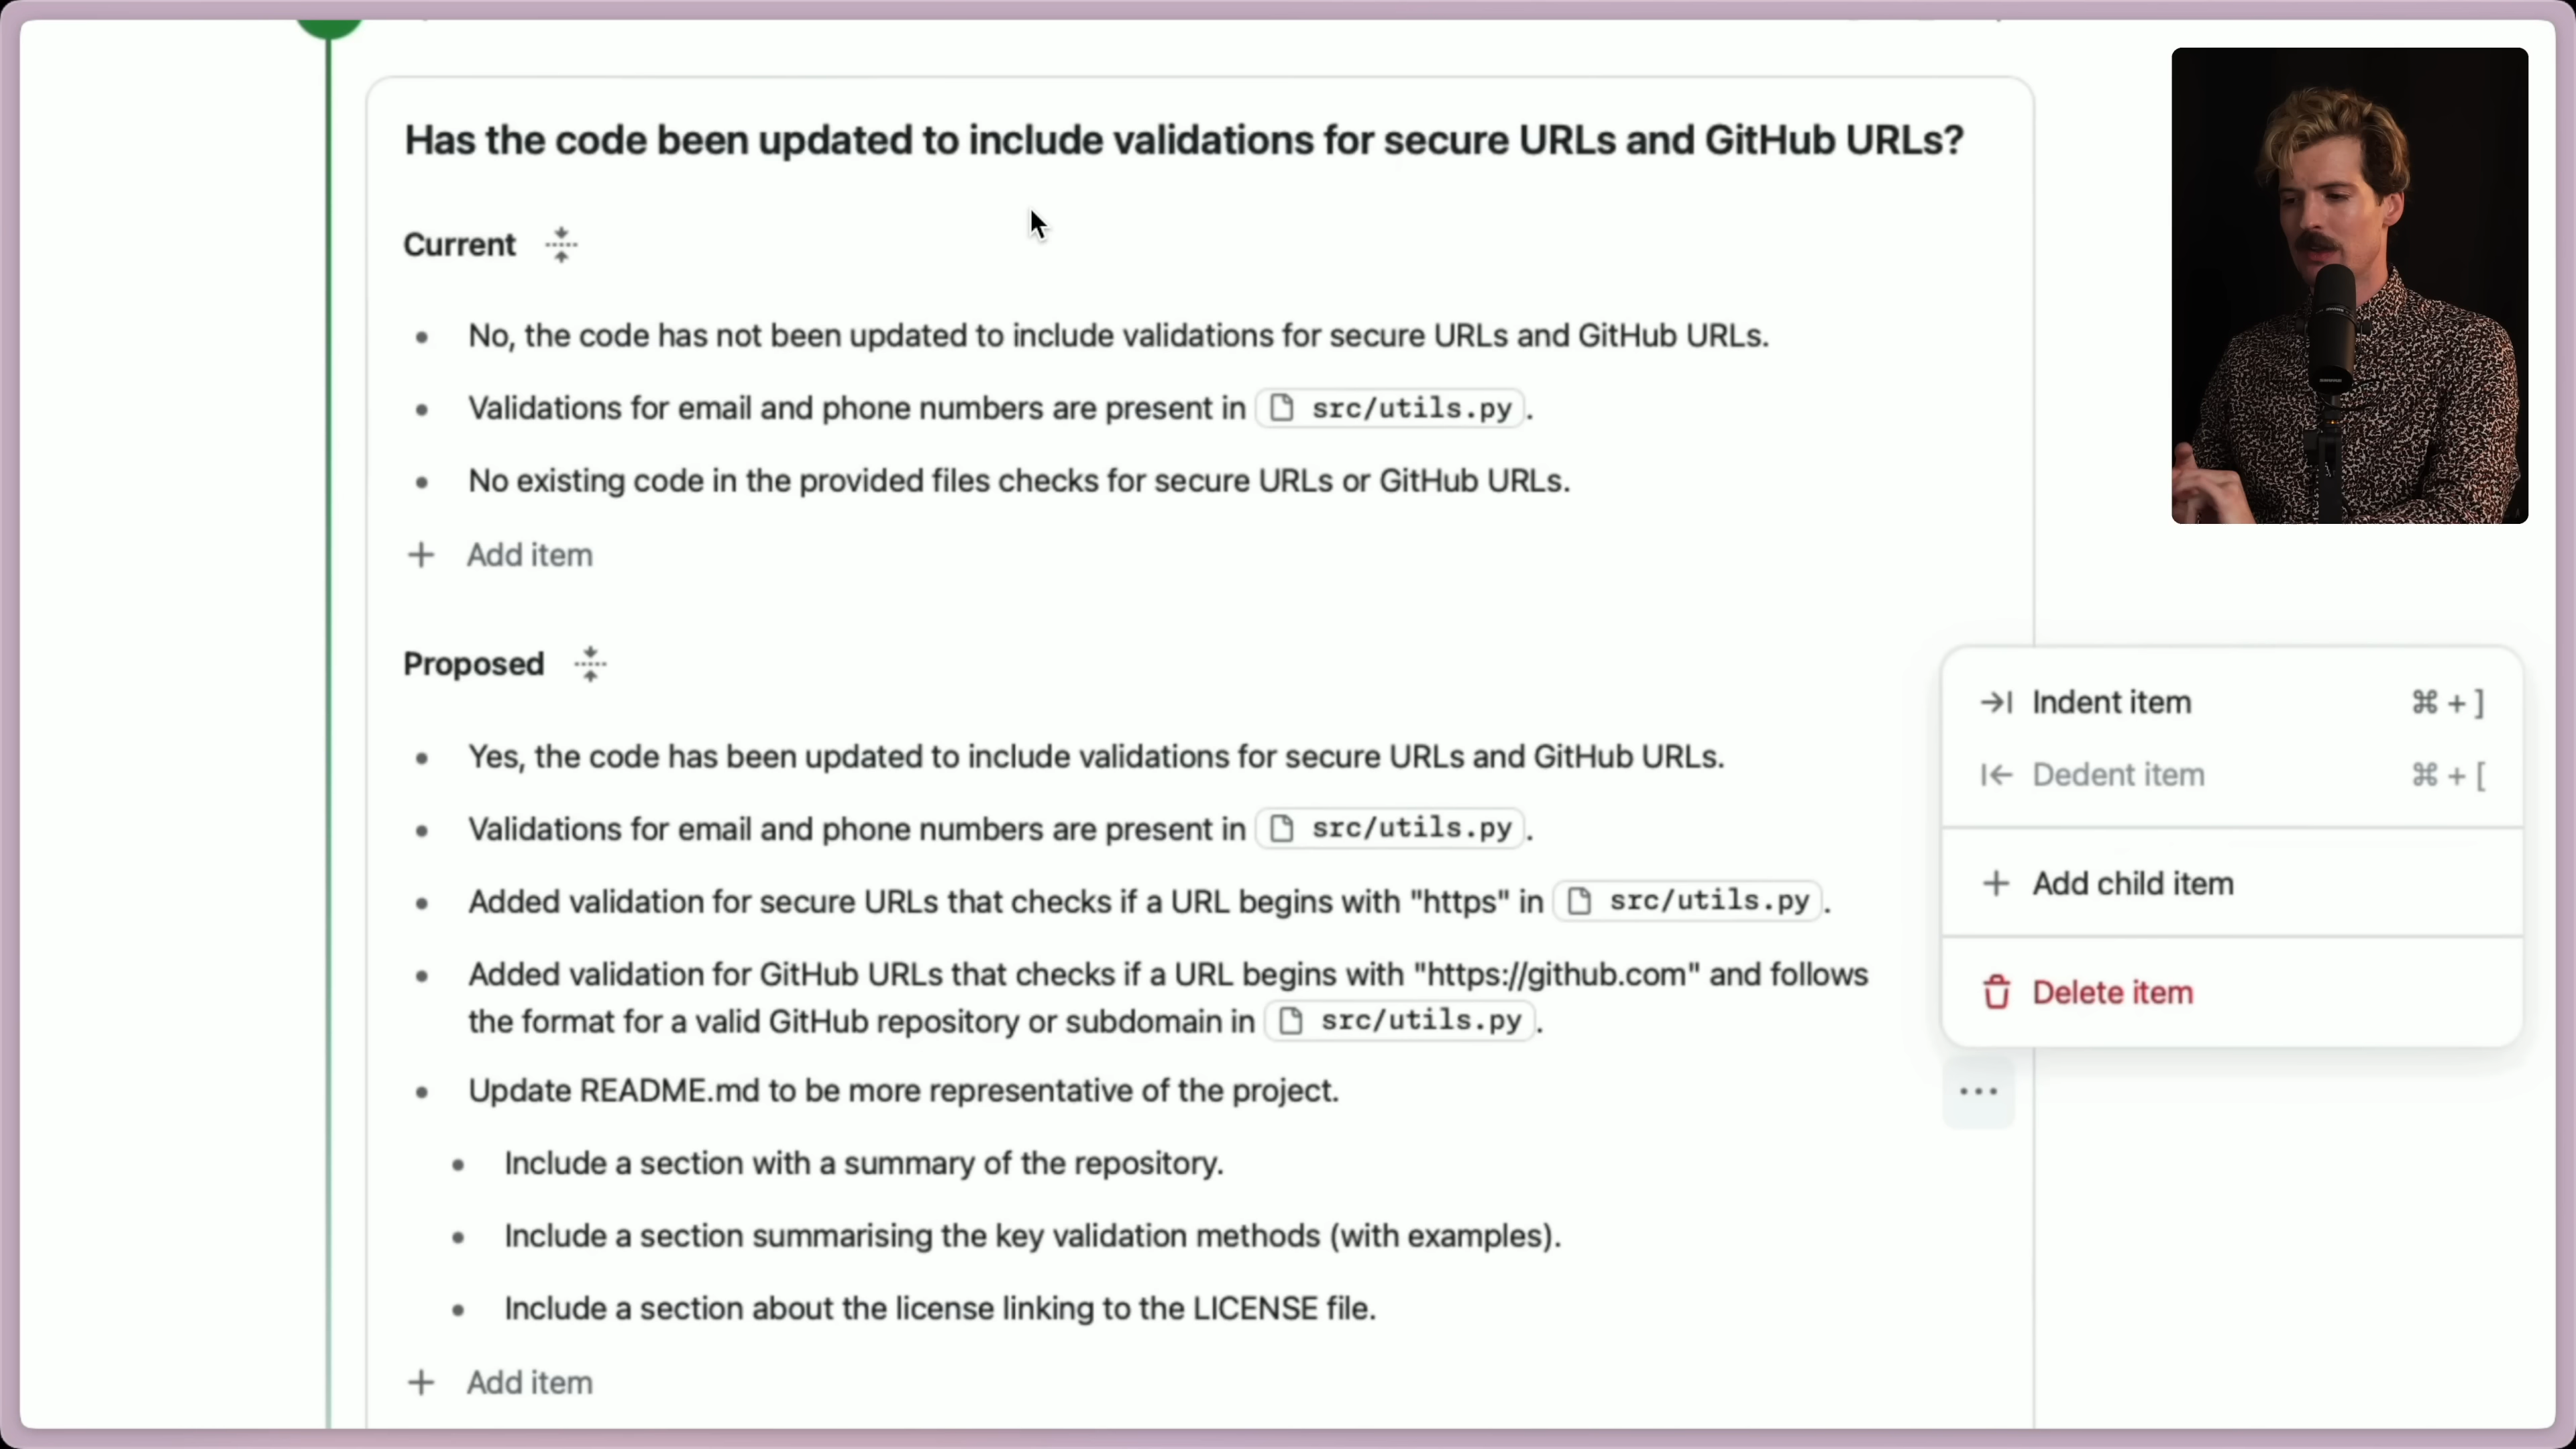 Has the code been updated to include validations for secure URLs and GitHub URLs?
Current
No, the code has not been updated to include validations for secure URLs and GitHub URLs.
Validations for email and phone numbers are present in src/utils.py.
No existing code in the provided files checks for secure URLs or GitHub URLs.
+ Add item
Proposed
Yes, the code has been updated to include validations for secure URLs and GitHub URLs.
Validations for email and phone numbers are present in src/utils.py.
Added validation for secure URLs that checks if a URL begins with "https" in src/utils.py.
Added validation for GitHub URLs that checks if a URL begins with "https://github.com" and follows
the format for a valid GitHub repository or subdomain in src/utils.py.
Update README.md to be more representative of the project.
Include a section with a summary of the repository.
Include a section summarising the key validation methods (with examples).
Include a section about the license linking to the LICENSE file.
+ Add item
Indent item ⌘ + ]
Dedent item ⌘ + [
+ Add child item
Delete item